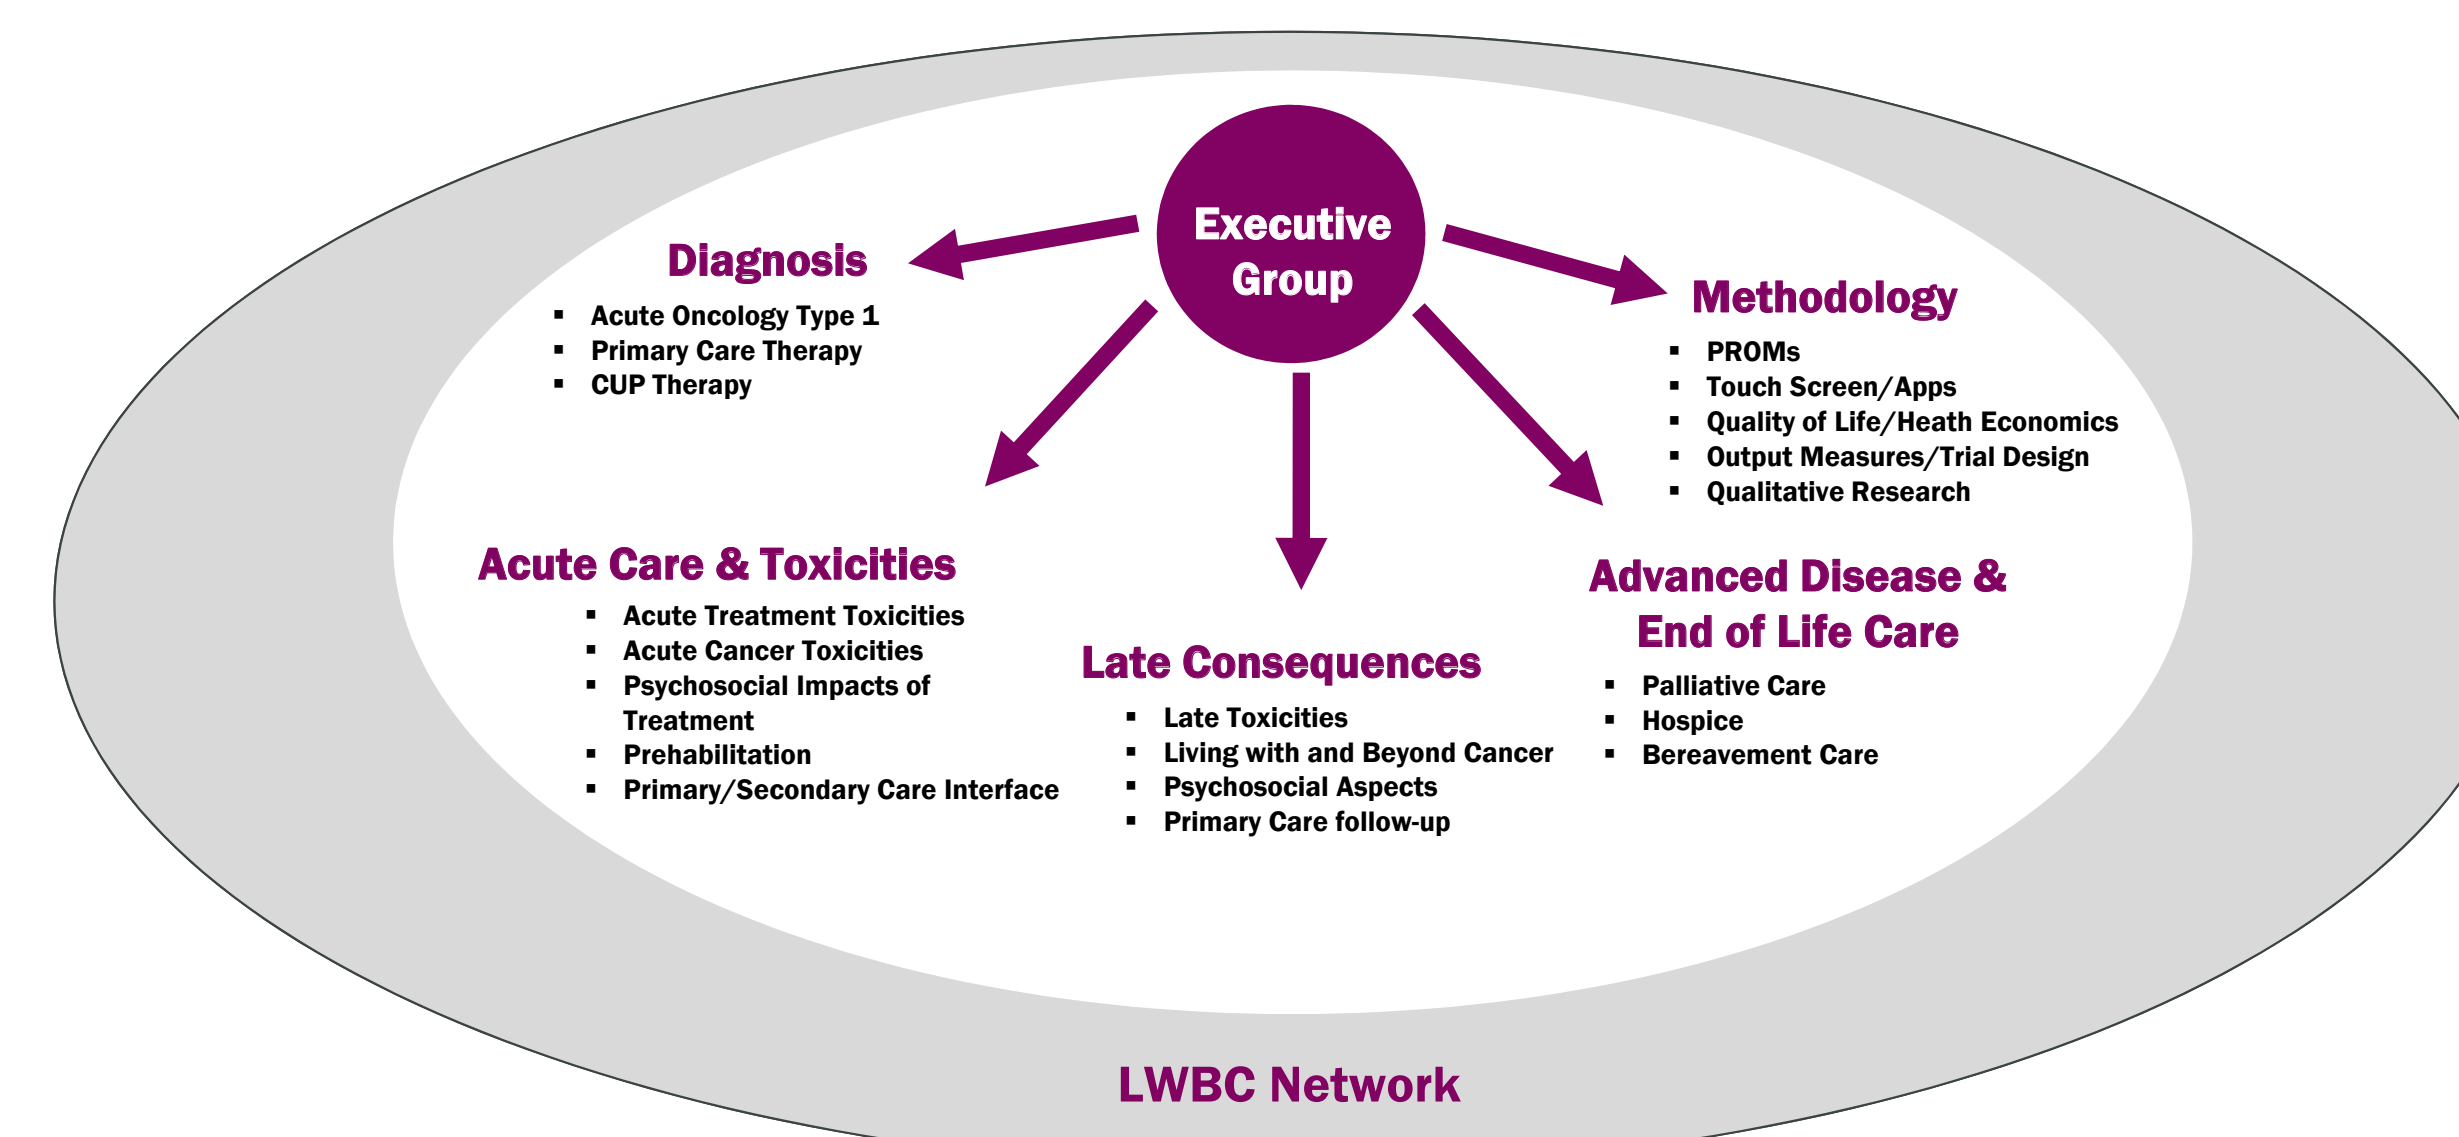 Executive
Group
Diagnosis
▪ Acute Oncology Type 1
▪ Primary Care Therapy
▪ CUP Therapy
Methodology
▪ PROMs
▪ Touch Screen/Apps
▪ Quality of Life/Heath Economics
▪ Output Measures/Trial Design
▪ Qualitative Research
Acute Care & Toxicities
▪ Acute Treatment Toxicities
▪ Acute Cancer Toxicities
▪ Psychosocial Impacts of
Treatment
▪ Prehabilitation
▪ Primary/Secondary Care Interface
Late Consequences
▪ Late Toxicities
▪ Living with and Beyond Cancer
▪ Psychosocial Aspects
▪ Primary Care follow-up
Advanced Disease &
End of Life Care
▪ Palliative Care
▪ Hospice
▪ Bereavement Care
LWBC Network